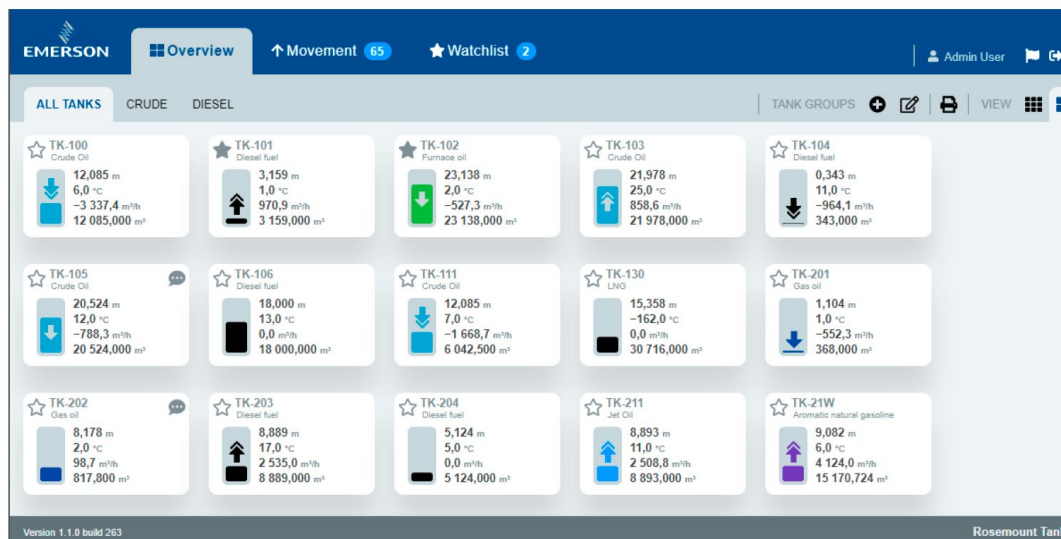 EMERSON
Overview
Movement 65
Watchlist 2
Admin User
ALL TANKS
CRUDE
DIESEL
TANK GROUPS
VIEW
TK-100
Crude Oil
12,085 m
6,0 °C
−3 337,4 m³/h
12 085,000 m³
TK-101
Diesel fuel
3,159 m
1,0 °C
970,9 m³/h
3 159,000 m³
TK-102
Furnace oil
23,138 m
2,0 °C
−527,3 m³/h
23 138,000 m³
TK-103
Crude Oil
21,978 m
25,0 °C
858,6 m³/h
21 978,000 m³
TK-104
Diesel fuel
0,343 m
11,0 °C
−964,1 m³/h
343,000 m³
TK-105
Crude Oil
20,524 m
12,0 °C
−788,3 m³/h
20 524,000 m³
TK-106
Diesel fuel
18,000 m
13,0 °C
0,0 m³/h
18 000,000 m³
TK-111
Crude Oil
12,085 m
7,0 °C
−1 668,7 m³/h
6 042,500 m³
TK-130
LNG
15,358 m
−162,0 °C
0,0 m³/h
30 716,000 m³
TK-201
Gas oil
1,104 m
1,0 °C
−552,3 m³/h
368,000 m³
TK-202
Gas oil
8,178 m
2,0 °C
98,7 m³/h
817,800 m³
TK-203
Diesel fuel
8,889 m
17,0 °C
2 535,0 m³/h
8 889,000 m³
TK-204
Diesel fuel
5,124 m
5,0 °C
0,0 m³/h
5 124,000 m³
TK-211
Jet Oil
8,893 m
11,0 °C
2 508,8 m³/h
8 893,000 m³
TK-21W
Aromatic natural gasoline
9,082 m
6,0 °C
4 124,0 m³/h
15 170,724 m³
Version 1.1.0 build 263
Rosemount Tan